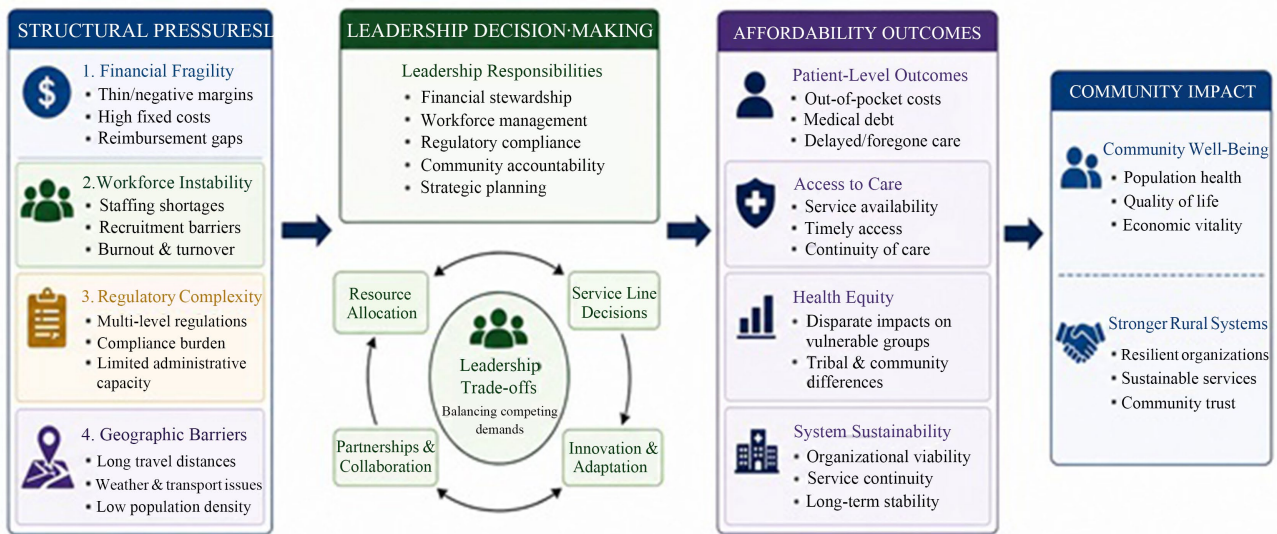 STRUCTURAL PRESSURESL
1. Financial Fragility
▪ Thin/negative margins
▪ High fixed costs
▪ Reimbursement gaps
2.Workforce Instability
▪ Staffing shortages
▪ Recruitment barriers
▪ Burnout & turnover
3. Regulatory Complexity
▪ Multi-level regulations
▪ Compliance burden
▪ Limited administrative
capacity
4. Geographic Barriers
▪ Long travel distances
▪ Weather & transport issues
▪ Low population density
LEADERSHIP DECISION·MAKING
Leadership Responsibilities
▪ Financial stewardship
▪ Workforce management
▪ Regulatory compliance
▪ Community accountability
▪ Strategic planning
Resource
Allocation
Service Line
Decisions
Leadership
Trade-offs
Balancing competing
demands
Partnerships &
Collaboration
Innovation &
Adaptation
AFFORDABILITY OUTCOMES
Patient-Level Outcomes
▪ Out-of-pocket costs
▪ Medical debt
▪ Delayed/foregone care
Access to Care
▪ Service availability
▪ Timely access
▪ Continuity of care
Health Equity
▪ Disparate impacts on
vulnerable groups
▪ Tribal & community
differences
System Sustainability
▪ Organizational viability
▪ Service continuity
▪ Long-term stability
COMMUNITY IMPACT
Community Well-Being
▪ Population health
▪ Quality of life
▪ Economic vitality
Stronger Rural Systems
▪ Resilient organizations
▪ Sustainable services
▪ Community trust